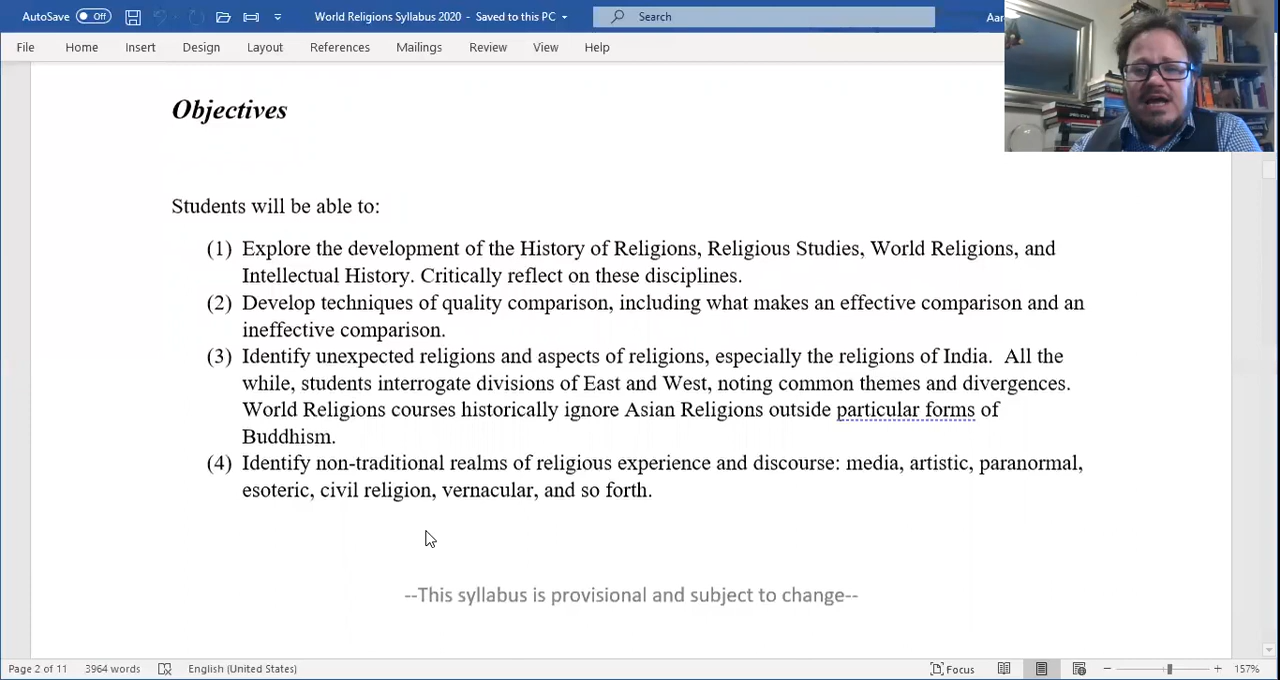 AutoSave Off World Religions Syllabus 2020 - Saved to this PC Search Aar
File Home Insert Design Layout References Mailings Review View Help
Objectives
Students will be able to:
(1) Explore the development of the History of Religions, Religious Studies, World Religions, and
Intellectual History. Critically reflect on these disciplines.
(2) Develop techniques of quality comparison, including what makes an effective comparison and an
ineffective comparison.
(3) Identify unexpected religions and aspects of religions, especially the religions of India. All the
while, students interrogate divisions of East and West, noting common themes and divergences.
World Religions courses historically ignore Asian Religions outside particular forms of
Buddhism.
(4) Identify non-traditional realms of religious experience and discourse: media, artistic, paranormal,
esoteric, civil religion, vernacular, and so forth.
--This syllabus is provisional and subject to change--
Page 2 of 11 3964 words English (United States) Focus 157%